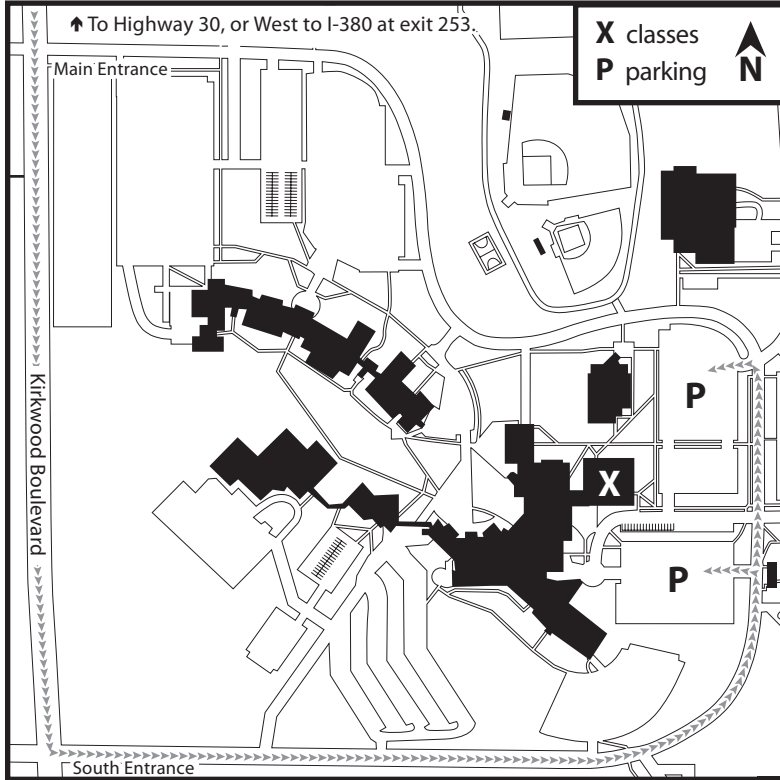 ↑ To Highway 30, or West to I-380 at exit 253.
X classes
P parking
N
Main Entrance
Kirkwood Boulevard
P
X
P
South Entrance